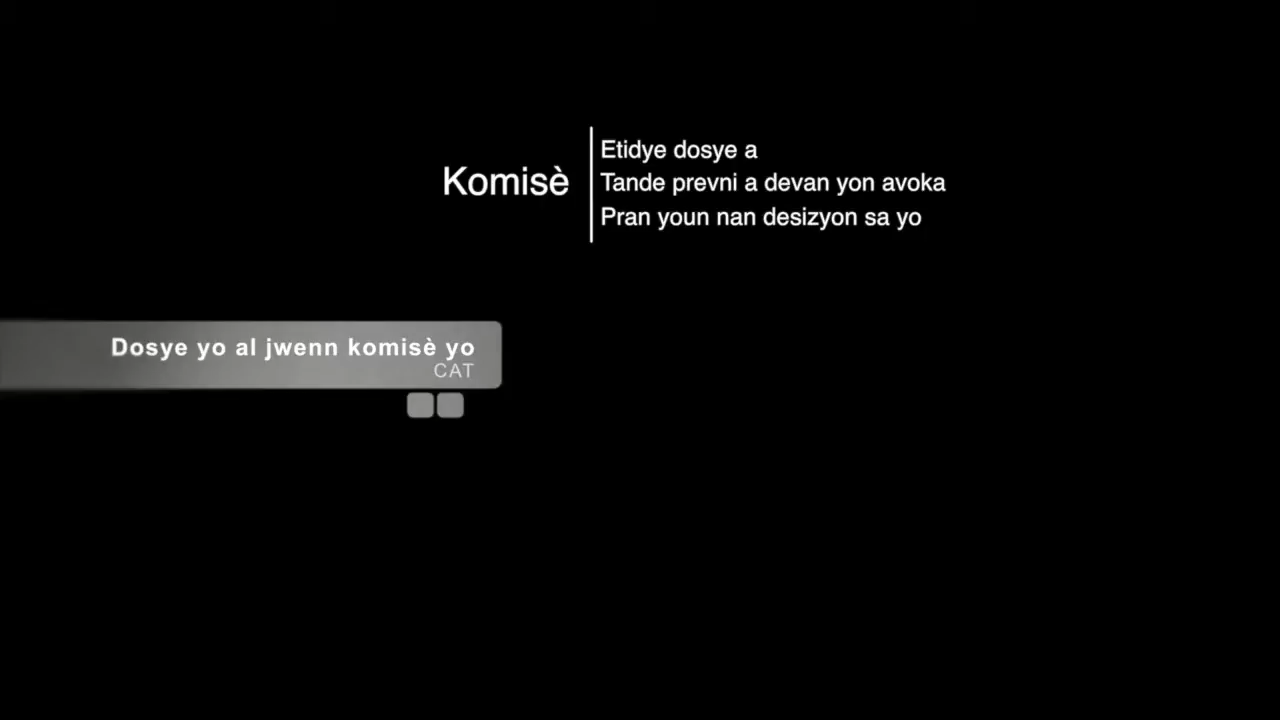 Komisè
Etidye dosye a
Tande prevni a devan yon avoka
Pran youn nan desizyon sa yo
Dosye yo al jwenn komisè yo
CAT